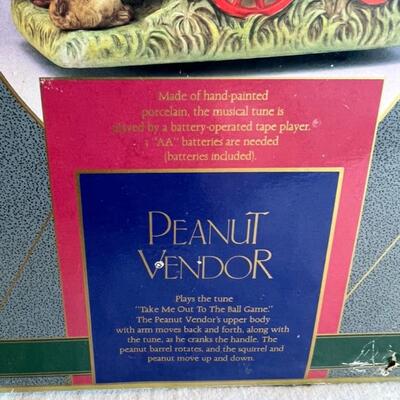 Made of hand-painted
porcelain, the musical tune is
by a battery-operated tape player.
"AA" batteries are needed
(batteries included).
PEANUT
VENDOR
Plays the tune
"Take Me Out To The Ball Game."
The Peanut Vendor's upper body
with arm moves back and forth, along with
the tune, as he cranks the handle. The
peanut barrel rotates, and the squirrel and
peanut move up and down.